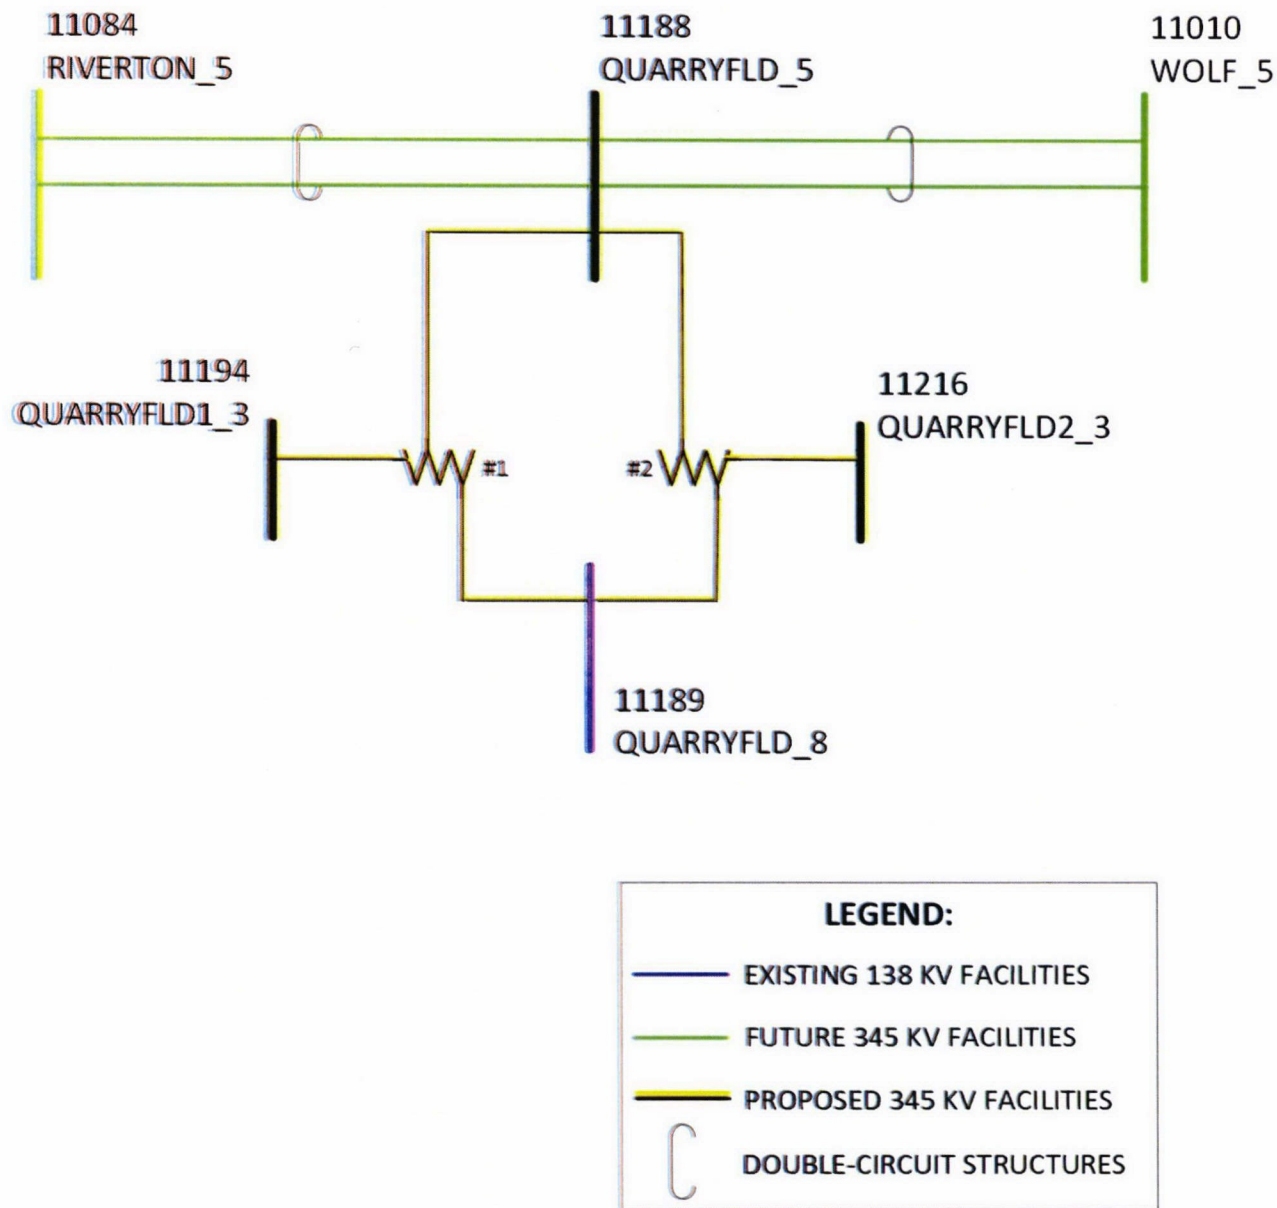 11084
RIVERTON_5
11188
QUARRYFLD_5
11010
WOLF_5
11194
QUARRYFLD1_3
11216
QUARRYFLD2_3
#1
#2
11189
QUARRYFLD_8
LEGEND:
EXISTING 138 KV FACILITIES
FUTURE 345 KV FACILITIES
PROPOSED 345 KV FACILITIES
DOUBLE-CIRCUIT STRUCTURES